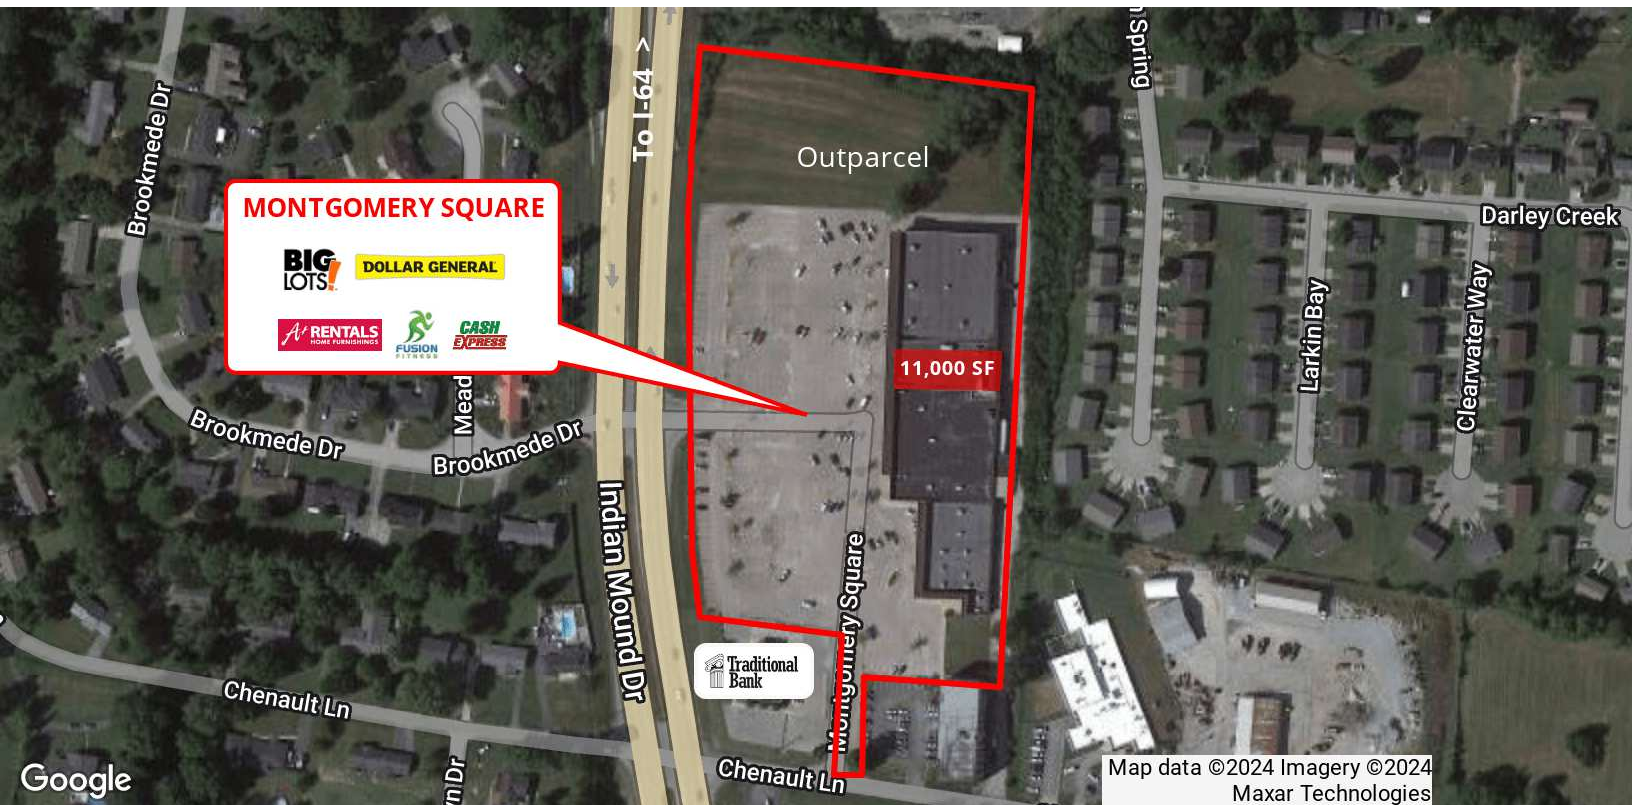 To I-64 >
n Spring
Brookmede Dr
Outparcel
MONTGOMERY SQUARE
BIG
LOTS!
DOLLAR GENERAL
A+ RENTALS
HOME FURNISHINGS
FUSION
FITNESS
CASH
EXPRESS
Darley Creek
Larkin Bay
Clearwater Way
11,000 SF
Mead
Brookmede Dr
Brookmede Dr
Indian Mound Dr
Montgomery Square
Traditional
Bank
Chenault Ln
Chenault Ln
wn Dr
Google
Map data ©2024 Imagery ©2024
Maxar Technologies